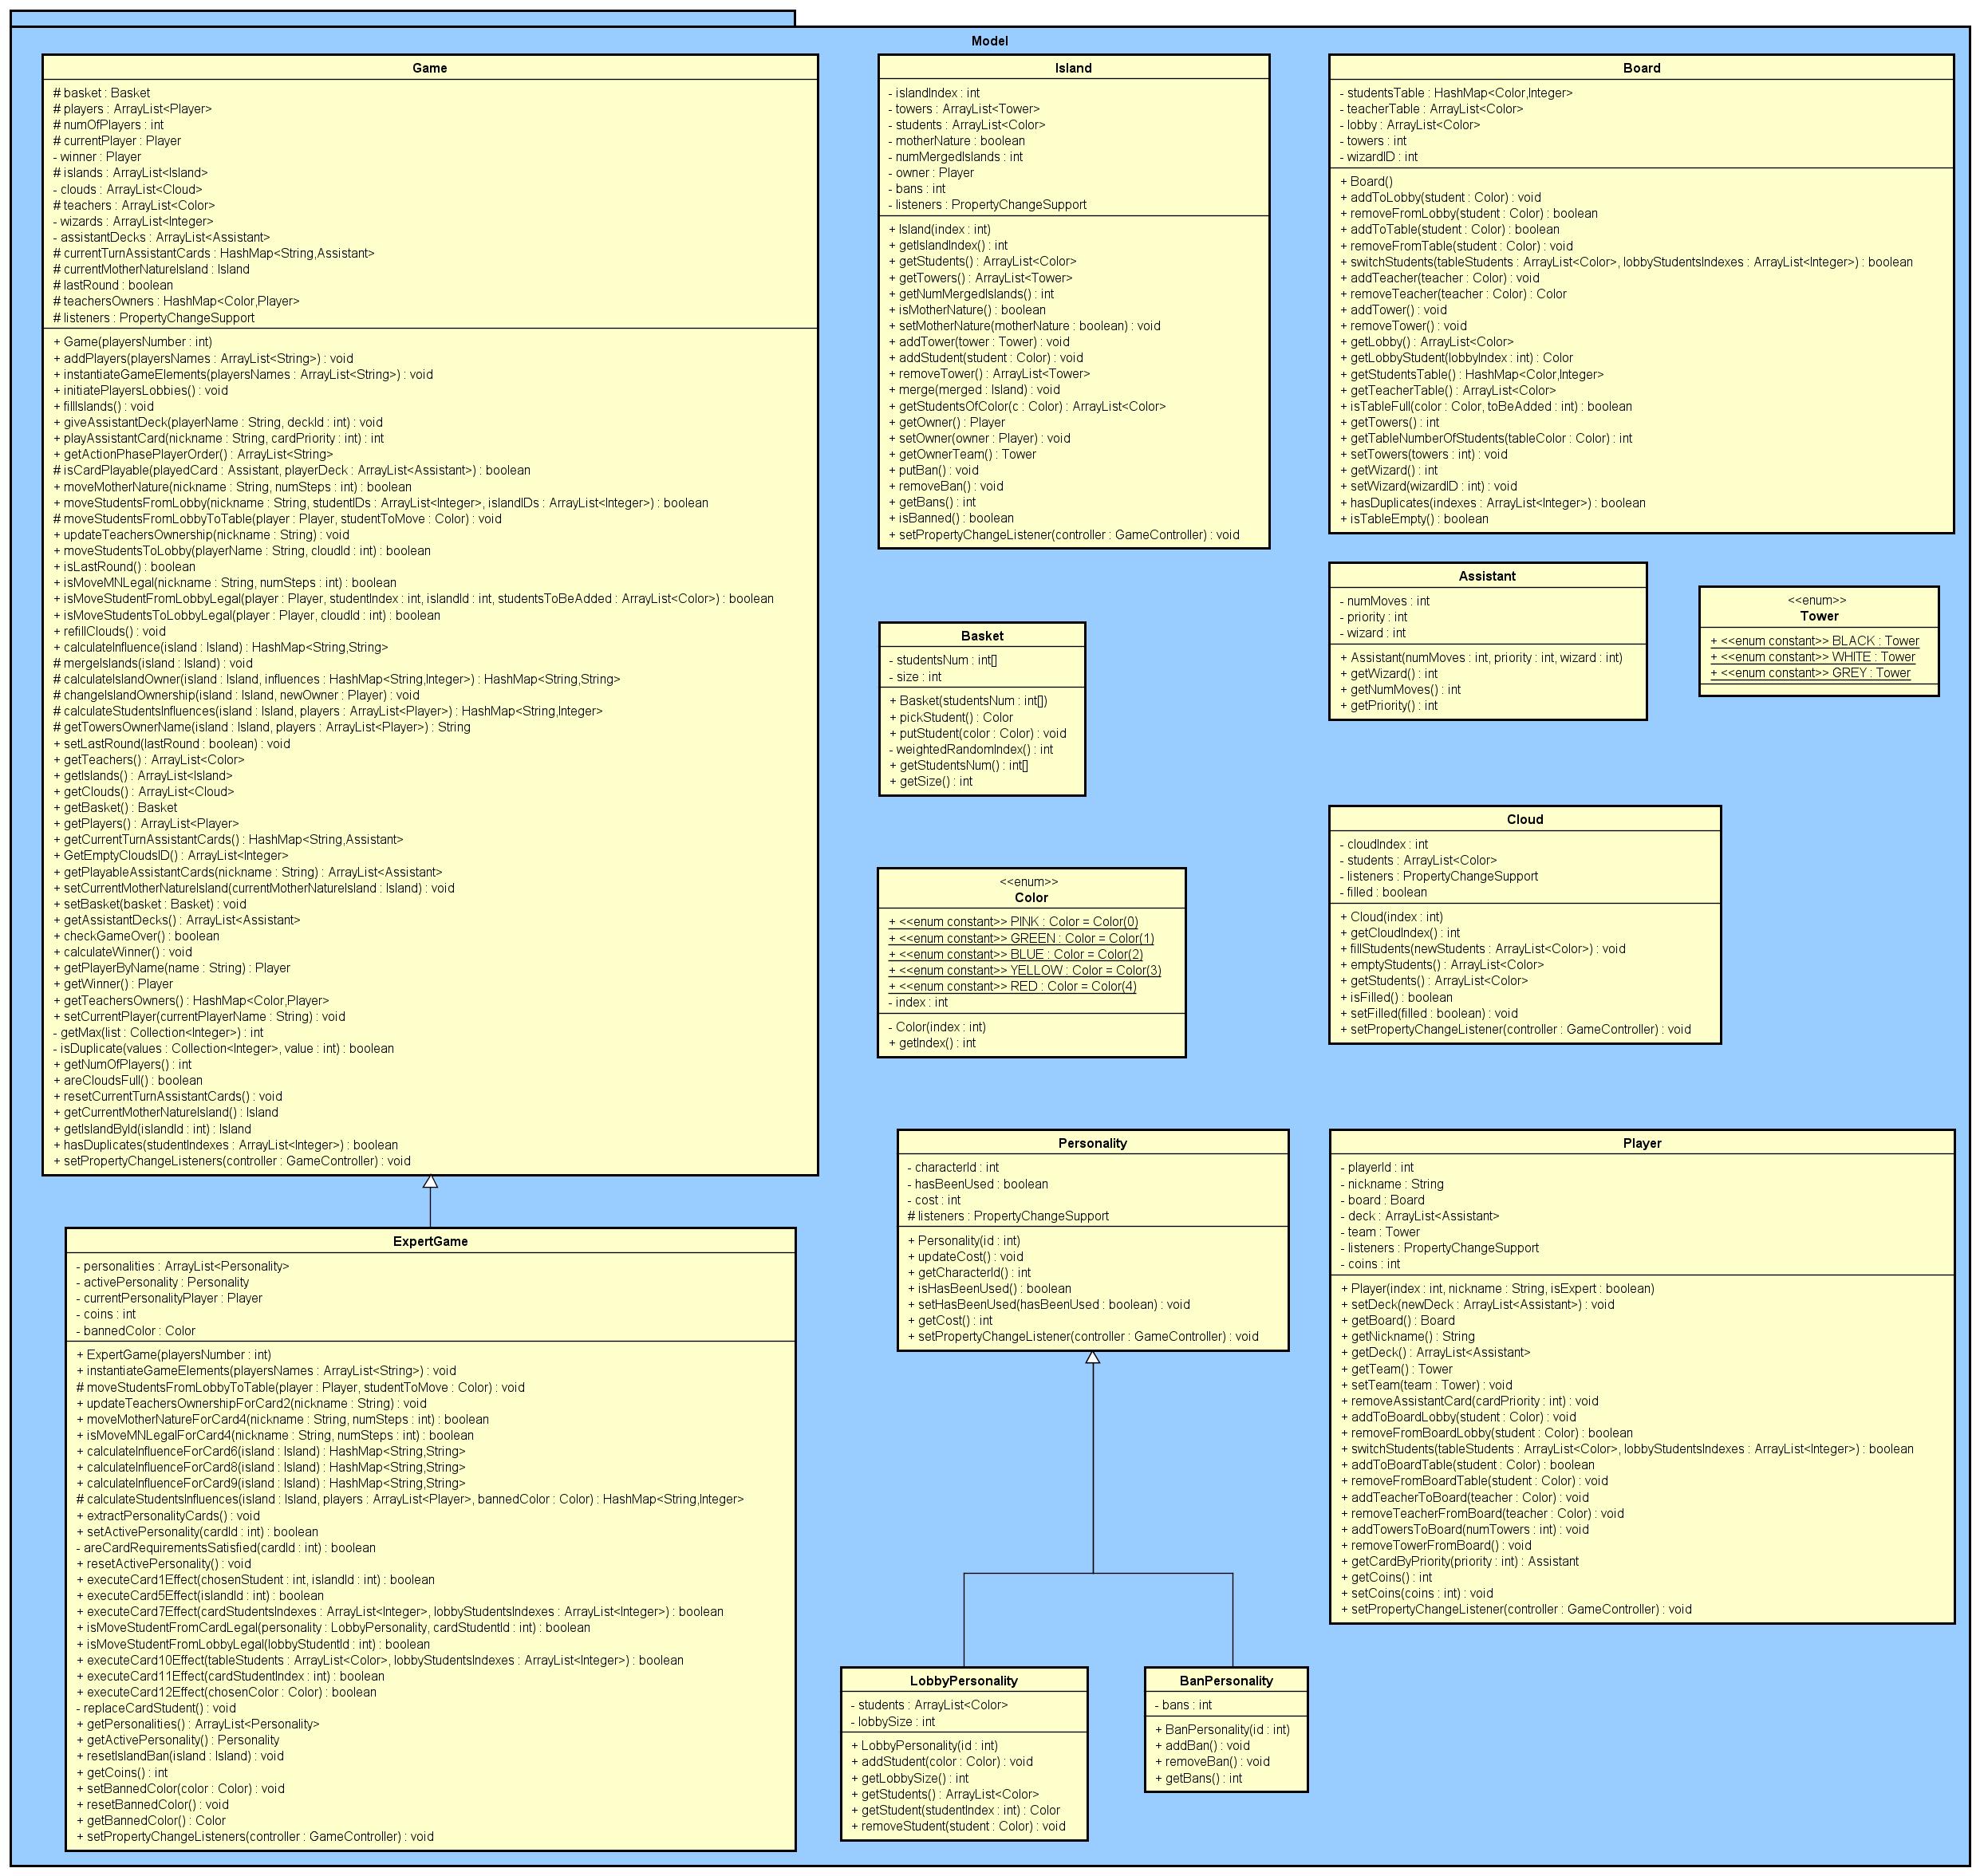 Model
Game
# basket : Basket
# players : ArrayList<Player>
# numOfPlayers : int
# currentPlayer : Player
- winner : Player
# islands : ArrayList<Island>
- clouds : ArrayList<Cloud>
# teachers : ArrayList<Color>
- wizards : ArrayList<Integer>
- assistantDecks : ArrayList<Assistant>
# currentTurnAssistantCards : HashMap<String,Assistant>
# currentMotherNatureIsland : Island
# lastRound : boolean
# teachersOwners : HashMap<Color,Player>
# listeners : PropertyChangeSupport
+ Game(playersNumber : int)
+ addPlayers(playersNames : ArrayList<String>) : void
+ instantiateGameElements(playersNames : ArrayList<String>) : void
+ initiatePlayersLobbies() : void
+ fillIslands() : void
+ giveAssistantDeck(playerName : String, deckId : int) : void
+ playAssistantCard(nickname : String, cardPriority : int) : int
+ getActionPhasePlayerOrder() : ArrayList<String>
# isCardPlayable(playedCard : Assistant, playerDeck : ArrayList<Assistant>) : boolean
+ moveMotherNature(nickname : String, numSteps : int) : boolean
+ moveStudentsFromLobby(nickname : String, studentIDs : ArrayList<Integer>, islandIDs : ArrayList<Integer>) : boolean
# moveStudentsFromLobbyToTable(player : Player, studentToMove : Color) : void
+ updateTeachersOwnership(nickname : String) : void
+ moveStudentsToLobby(playerName : String, cloudId : int) : boolean
+ isLastRound() : boolean
+ isMoveMNLegal(nickname : String, numSteps : int) : boolean
+ isMoveStudentFromLobbyLegal(player : Player, studentIndex : int, islandId : int, studentsToBeAdded : ArrayList<Color>) : boolean
+ isMoveStudentsToLobbyLegal(player : Player, cloudId : int) : boolean
+ refillClouds() : void
+ calculateInfluence(island : Island) : HashMap<String,String>
# mergeIslands(island : Island) : void
# calculateIslandOwner(island : Island, influences : HashMap<String,Integer>) : HashMap<String,String>
# changeIslandOwnership(island : Island, newOwner : Player) : void
# calculateStudentsInfluences(island : Island, players : ArrayList<Player>) : HashMap<String,Integer>
# getTowersOwnerName(island : Island, players : ArrayList<Player>) : String
+ setLastRound(lastRound : boolean) : void
+ getTeachers() : ArrayList<Color>
+ getIslands() : ArrayList<Island>
+ getClouds() : ArrayList<Cloud>
+ getBasket() : Basket
+ getPlayers() : ArrayList<Player>
+ getCurrentTurnAssistantCards() : HashMap<String,Assistant>
+ GetEmptyCloudsID() : ArrayList<Integer>
+ getPlayableAssistantCards(nickname : String) : ArrayList<Assistant>
+ setCurrentMotherNatureIsland(currentMotherNatureIsland : Island) : void
+ setBasket(basket : Basket) : void
+ getAssistantDecks() : ArrayList<Assistant>
+ checkGameOver() : boolean
+ calculateWinner() : void
+ getPlayerByName(name : String) : Player
+ getWinner() : Player
+ getTeachersOwners() : HashMap<Color,Player>
+ setCurrentPlayer(currentPlayerName : String) : void
- getMax(list : Collection<Integer>) : int
- isDuplicate(values : Collection<Integer>, value : int) : boolean
+ getNumOfPlayers() : int
+ areCloudsFull() : boolean
+ resetCurrentTurnAssistantCards() : void
+ getCurrentMotherNatureIsland() : Island
+ getIslandById(islandId : int) : Island
+ hasDuplicates(studentIndexes : ArrayList<Integer>) : boolean
+ setPropertyChangeListeners(controller : GameController) : void
Island
- islandIndex : int
- towers : ArrayList<Tower>
- students : ArrayList<Color>
- motherNature : boolean
- numMergedIslands : int
- owner : Player
- bans : int
- listeners : PropertyChangeSupport
+ Island(index : int)
+ getIslandIndex() : int
+ getStudents() : ArrayList<Color>
+ getTowers() : ArrayList<Tower>
+ getNumMergedIslands() : int
+ isMotherNature() : boolean
+ setMotherNature(motherNature : boolean) : void
+ addTower(tower : Tower) : void
+ addStudent(student : Color) : void
+ removeTower() : ArrayList<Tower>
+ merge(merged : Island) : void
+ getStudentsOfColor(c : Color) : ArrayList<Color>
+ getOwner() : Player
+ setOwner(owner : Player) : void
+ getOwnerTeam() : Tower
+ putBan() : void
+ removeBan() : void
+ getBans() : int
+ isBanned() : boolean
+ setPropertyChangeListener(controller : GameController) : void
Board
- studentsTable : HashMap<Color,Integer>
- teacherTable : ArrayList<Color>
- lobby : ArrayList<Color>
- towers : int
- wizardID : int
+ Board()
+ addToLobby(student : Color) : void
+ removeFromLobby(student : Color) : boolean
+ addToTable(student : Color) : boolean
+ removeFromTable(student : Color) : void
+ switchStudents(tableStudents : ArrayList<Color>, lobbyStudentsIndexes : ArrayList<Integer>) : boolean
+ addTeacher(teacher : Color) : void
+ removeTeacher(teacher : Color) : Color
+ addTower() : void
+ removeTower() : void
+ getLobby() : ArrayList<Color>
+ getLobbyStudent(lobbyIndex : int) : Color
+ getStudentsTable() : HashMap<Color,Integer>
+ getTeacherTable() : ArrayList<Color>
+ isTableFull(color : Color, toBeAdded : int) : boolean
+ getTowers() : int
+ getTableNumberOfStudents(tableColor : Color) : int
+ setTowers(towers : int) : void
+ getWizard() : int
+ setWizard(wizardID : int) : void
+ hasDuplicates(indexes : ArrayList<Integer>) : boolean
+ isTableEmpty() : boolean
Assistant
- numMoves : int
- priority : int
- wizard : int
+ Assistant(numMoves : int, priority : int, wizard : int)
+ getWizard() : int
+ getNumMoves() : int
+ getPriority() : int
<<enum>>
Tower
+ <<enum constant>> BLACK : Tower
+ <<enum constant>> WHITE : Tower
+ <<enum constant>> GREY : Tower
Basket
- studentsNum : int[]
- size : int
+ Basket(studentsNum : int[])
+ pickStudent() : Color
+ putStudent(color : Color) : void
- weightedRandomIndex() : int
+ getStudentsNum() : int[]
+ getSize() : int
Cloud
- cloudIndex : int
- students : ArrayList<Color>
- listeners : PropertyChangeSupport
- filled : boolean
+ Cloud(index : int)
+ getCloudIndex() : int
+ fillStudents(newStudents : ArrayList<Color>) : void
+ emptyStudents() : ArrayList<Color>
+ getStudents() : ArrayList<Color>
+ isFilled() : boolean
+ setFilled(filled : boolean) : void
+ setPropertyChangeListener(controller : GameController) : void
<<enum>>
Color
+ <<enum constant>> PINK : Color = Color(0)
+ <<enum constant>> GREEN : Color = Color(1)
+ <<enum constant>> BLUE : Color = Color(2)
+ <<enum constant>> YELLOW : Color = Color(3)
+ <<enum constant>> RED : Color = Color(4)
- index : int
- Color(index : int)
+ getIndex() : int
Personality
- characterId : int
- hasBeenUsed : boolean
- cost : int
# listeners : PropertyChangeSupport
+ Personality(id : int)
+ updateCost() : void
+ getCharacterId() : int
+ isHasBeenUsed() : boolean
+ setHasBeenUsed(hasBeenUsed : boolean) : void
+ getCost() : int
+ setPropertyChangeListener(controller : GameController) : void
Player
- playerId : int
- nickname : String
- board : Board
- deck : ArrayList<Assistant>
- team : Tower
- listeners : PropertyChangeSupport
- coins : int
+ Player(index : int, nickname : String, isExpert : boolean)
+ setDeck(newDeck : ArrayList<Assistant>) : void
+ getBoard() : Board
+ getNickname() : String
+ getDeck() : ArrayList<Assistant>
+ getTeam() : Tower
+ setTeam(team : Tower) : void
+ removeAssistantCard(cardPriority : int) : void
+ addToBoardLobby(student : Color) : void
+ removeFromBoardLobby(student : Color) : boolean
+ switchStudents(tableStudents : ArrayList<Color>, lobbyStudentsIndexes : ArrayList<Integer>) : boolean
+ addToBoardTable(student : Color) : boolean
+ removeFromBoardTable(student : Color) : void
+ addTeacherToBoard(teacher : Color) : void
+ removeTeacherFromBoard(teacher : Color) : void
+ addTowersToBoard(numTowers : int) : void
+ removeTowerFromBoard() : void
+ getCardByPriority(priority : int) : Assistant
+ getCoins() : int
+ setCoins(coins : int) : void
+ setPropertyChangeListener(controller : GameController) : void
ExpertGame
- personalities : ArrayList<Personality>
- activePersonality : Personality
- currentPersonalityPlayer : Player
- coins : int
- bannedColor : Color
+ ExpertGame(playersNumber : int)
+ instantiateGameElements(playersNames : ArrayList<String>) : void
# moveStudentsFromLobbyToTable(player : Player, studentToMove : Color) : void
+ updateTeachersOwnershipForCard2(nickname : String) : void
+ moveMotherNatureForCard4(nickname : String, numSteps : int) : boolean
+ isMoveMNLegalForCard4(nickname : String, numSteps : int) : boolean
+ calculateInfluenceForCard6(island : Island) : HashMap<String,String>
+ calculateInfluenceForCard8(island : Island) : HashMap<String,String>
+ calculateInfluenceForCard9(island : Island) : HashMap<String,String>
# calculateStudentsInfluences(island : Island, players : ArrayList<Player>, bannedColor : Color) : HashMap<String,Integer>
+ extractPersonalityCards() : void
+ setActivePersonality(cardId : int) : boolean
- areCardRequirementsSatisfied(cardId : int) : boolean
+ resetActivePersonality() : void
+ executeCard1Effect(chosenStudent : int, islandId : int) : boolean
+ executeCard5Effect(islandId : int) : boolean
+ executeCard7Effect(cardStudentsIndexes : ArrayList<Integer>, lobbyStudentsIndexes : ArrayList<Integer>) : boolean
+ isMoveStudentFromCardLegal(personality : LobbyPersonality, cardStudentId : int) : boolean
+ isMoveStudentFromLobbyLegal(lobbyStudentId : int) : boolean
+ executeCard10Effect(tableStudents : ArrayList<Color>, lobbyStudentsIndexes : ArrayList<Integer>) : boolean
+ executeCard11Effect(cardStudentIndex : int) : boolean
+ executeCard12Effect(chosenColor : Color) : boolean
- replaceCardStudent() : void
+ getPersonalities() : ArrayList<Personality>
+ getActivePersonality() : Personality
+ resetIslandBan(island : Island) : void
+ getCoins() : int
+ setBannedColor(color : Color) : void
+ resetBannedColor() : void
+ getBannedColor() : Color
+ setPropertyChangeListeners(controller : GameController) : void
LobbyPersonality
- students : ArrayList<Color>
- lobbySize : int
+ LobbyPersonality(id : int)
+ addStudent(color : Color) : void
+ getLobbySize() : int
+ getStudents() : ArrayList<Color>
+ getStudent(studentIndex : int) : Color
+ removeStudent(student : Color) : void
BanPersonality
- bans : int
+ BanPersonality(id : int)
+ addBan() : void
+ removeBan() : void
+ getBans() : int